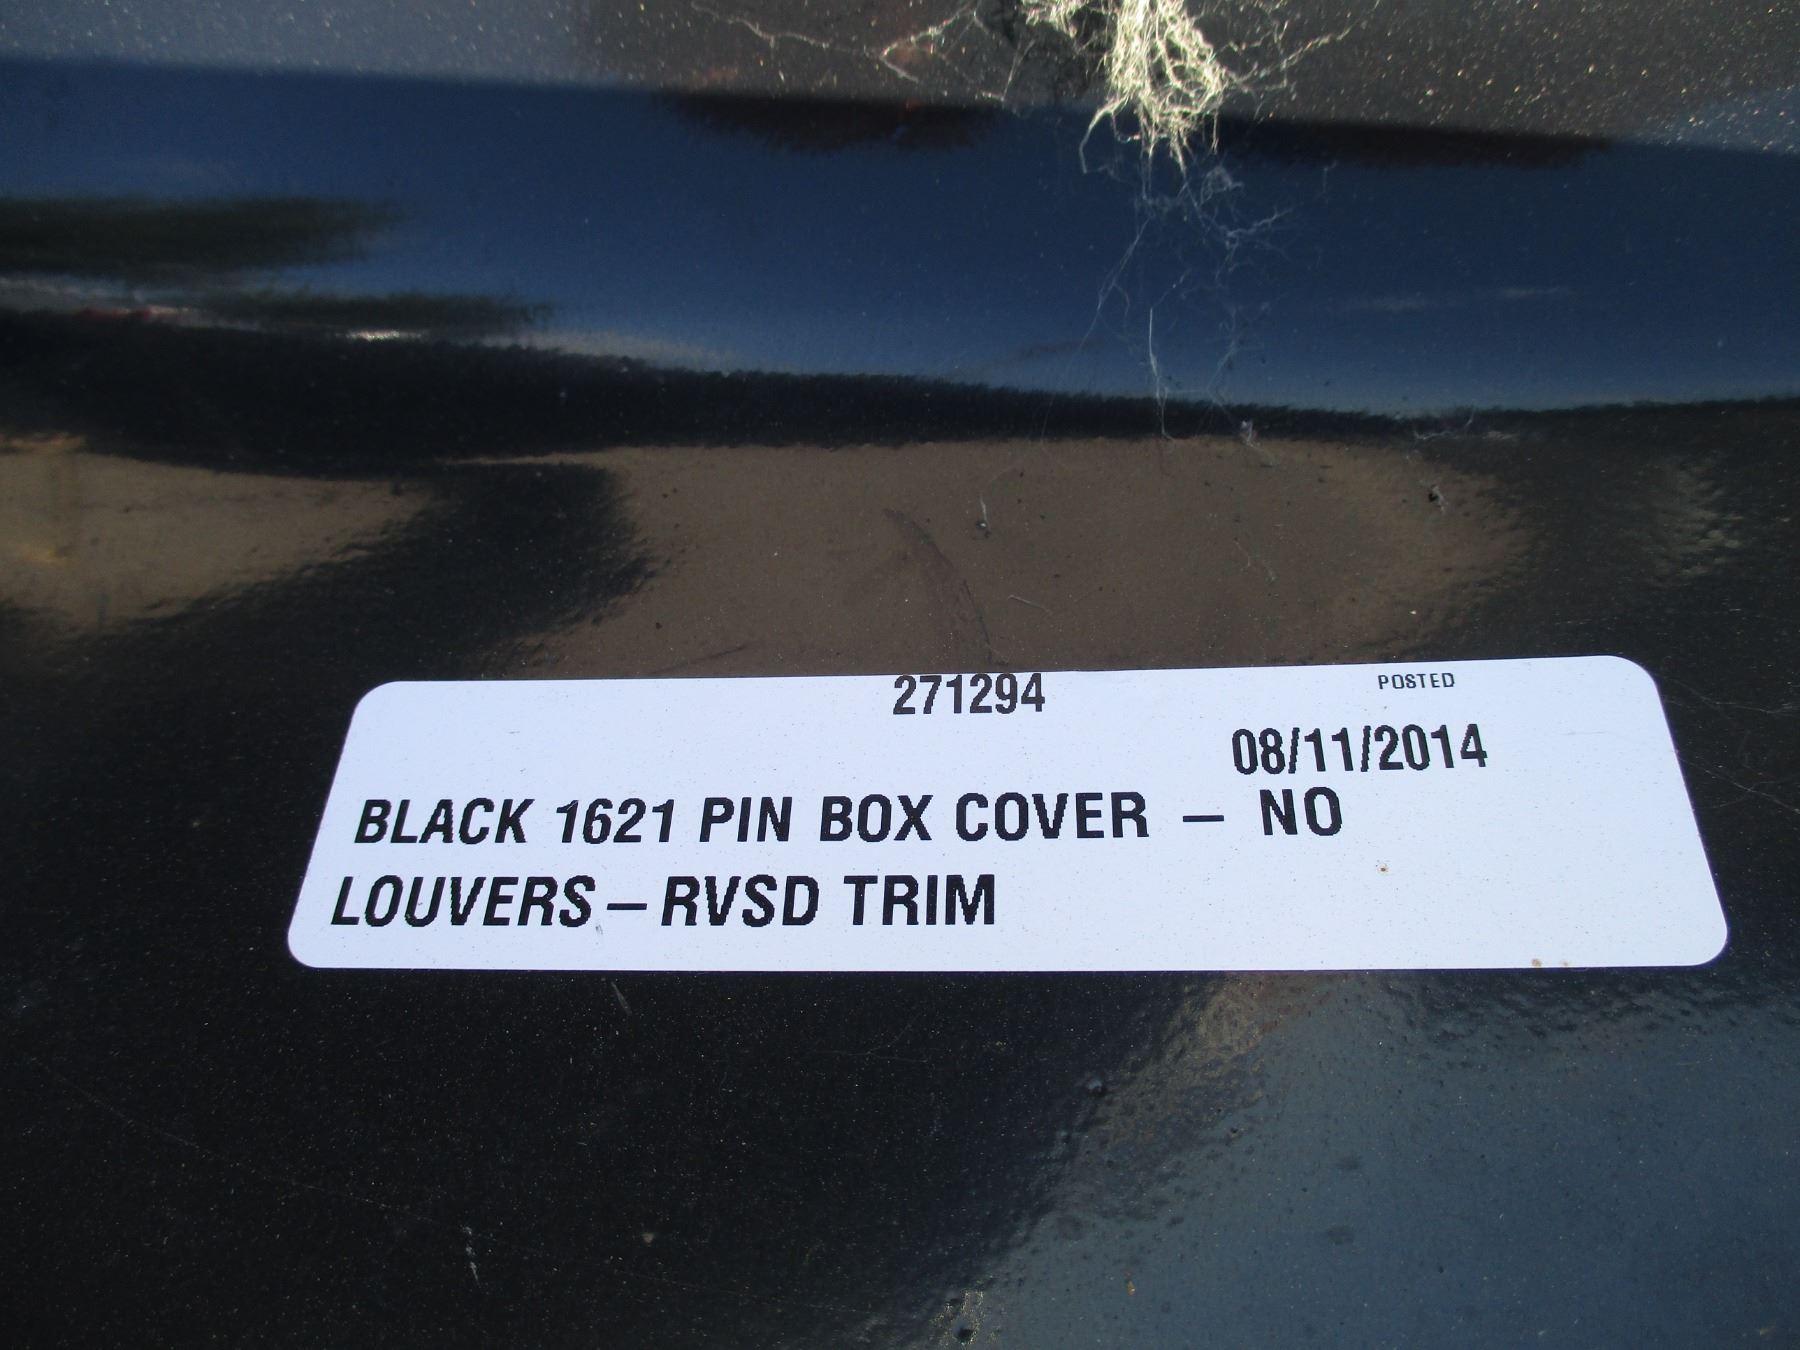 271294
POSTED
08/11/2014
BLACK 1621 PIN BOX COVER – NO
LOUVERS–RVSD TRIM